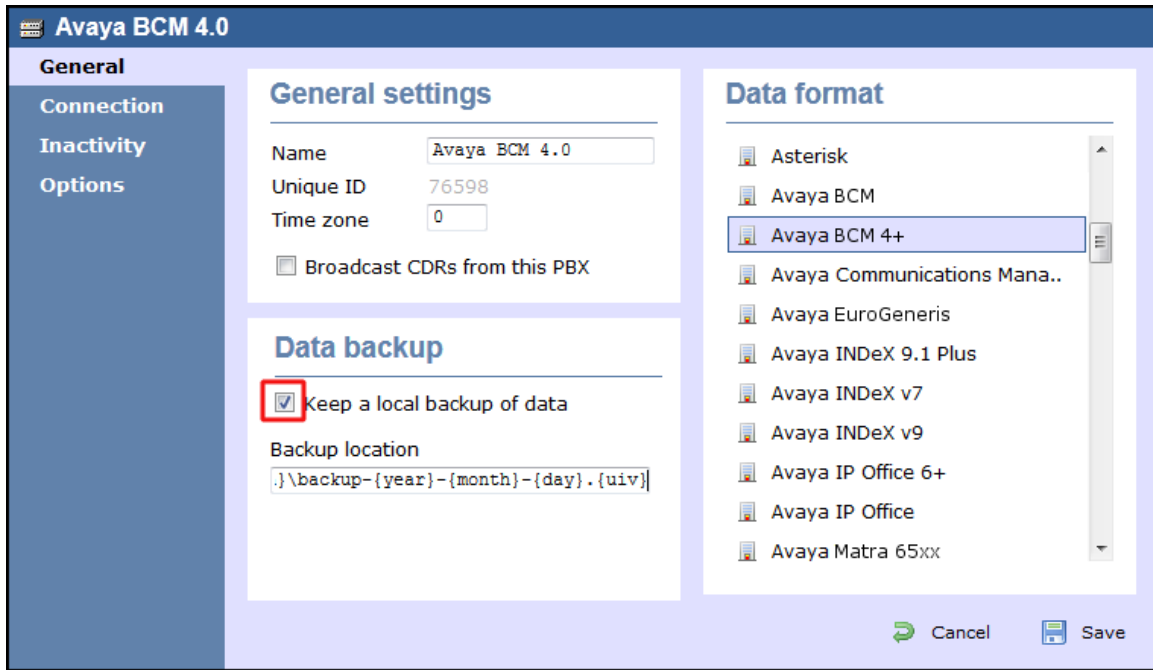 Avaya BCM 4.0
General
Connection
Inactivity
Options
General settings
Name
Avaya BCM 4.0
Unique ID
76598
Time zone
0
Broadcast CDRs from this PBX
Data backup
Keep a local backup of data
Backup location
.}\backup-{year}-{month}-{day}.{uiv}
Data format
Asterisk
Avaya BCM
Avaya BCM 4+
Avaya Communications Mana..
Avaya EuroGeneris
Avaya INDeX 9.1 Plus
Avaya INDeX v7
Avaya INDeX v9
Avaya IP Office 6+
Avaya IP Office
Avaya Matra 65xx
Cancel
Save